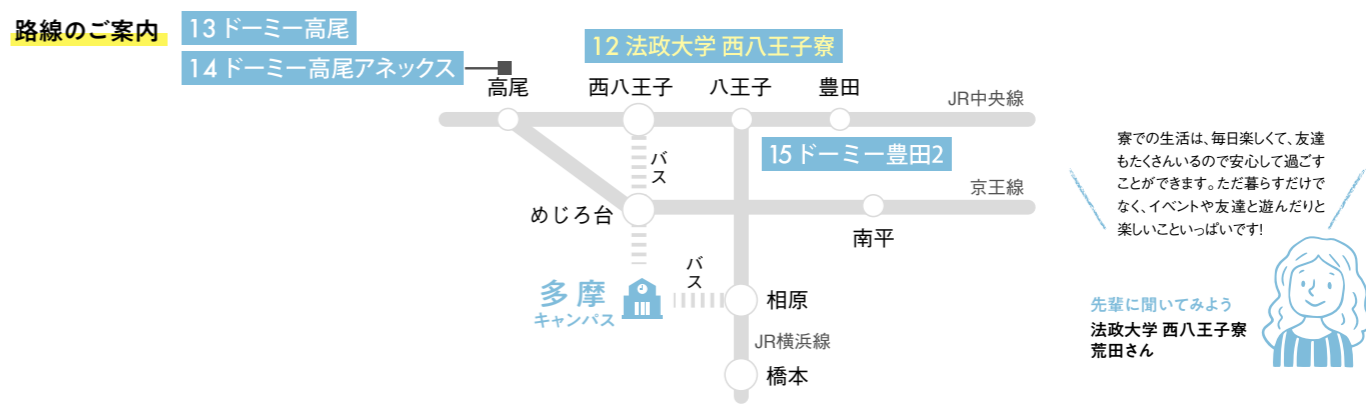 路線のご案内
13 ドーミー高尾
14 ドーミー高尾アネックス
12 法政大学 西八王子寮
高尾
西八王子
八王子
豊田
JR中央線
15 ドーミー豊田2
バス
京王線
めじろ台
南平
バス
多摩
キャンパス
相原
JR横浜線
橋本
寮での生活は、毎日楽しくて、友達
もたくさんいるので安心して過ごす
ことができます。ただ暮らすだけで
なく、イベントや友達と遊んだりと
楽しいこといっぱいです!
先輩に聞いてみよう
法政大学 西八王子寮
荒田さん